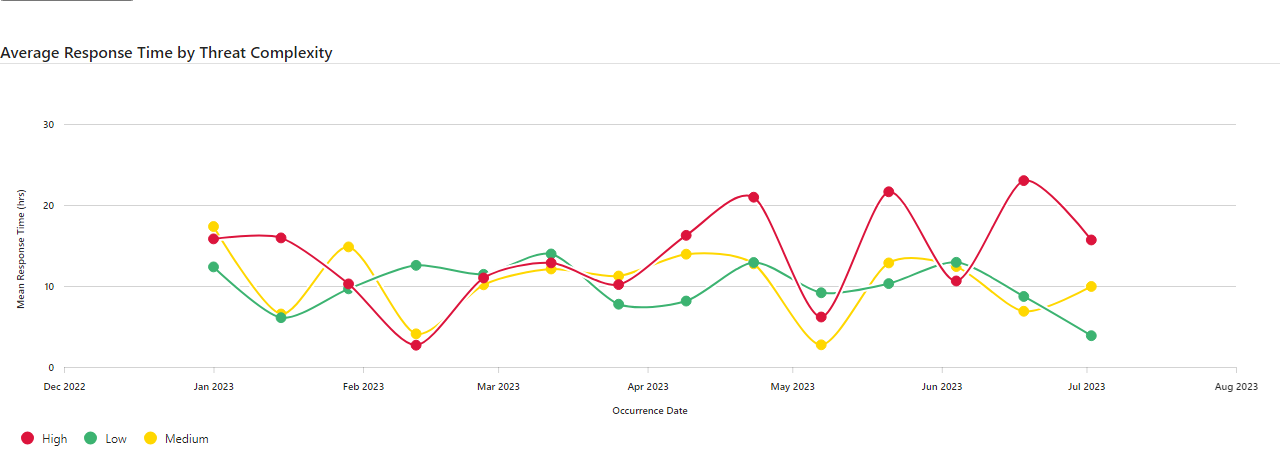 Average Response Time by Threat Complexity
30
20
10
0
Mean Response Time (hrs)
Dec 2022 Jan 2023 Feb 2023 Mar 2023 Apr 2023 May 2023 Jun 2023 Jul 2023 Aug 2023
Occurrence Date
High Low Medium